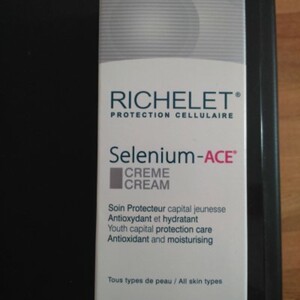 RICHELET®
PROTECTION CELLULAIRE
Selenium-ACE®
CREME
CREAM
Soin Protecteur capital jeunesse
Antioxydant et hydratant
Youth capital protection care
Antioxidant and moisturising
Tous types de peau / All skin types